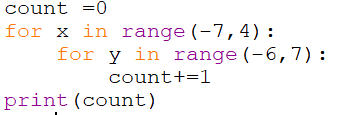 count =0
for x in range(-7,4):
    for y in range(-6,7):
        count+=1
print(count)